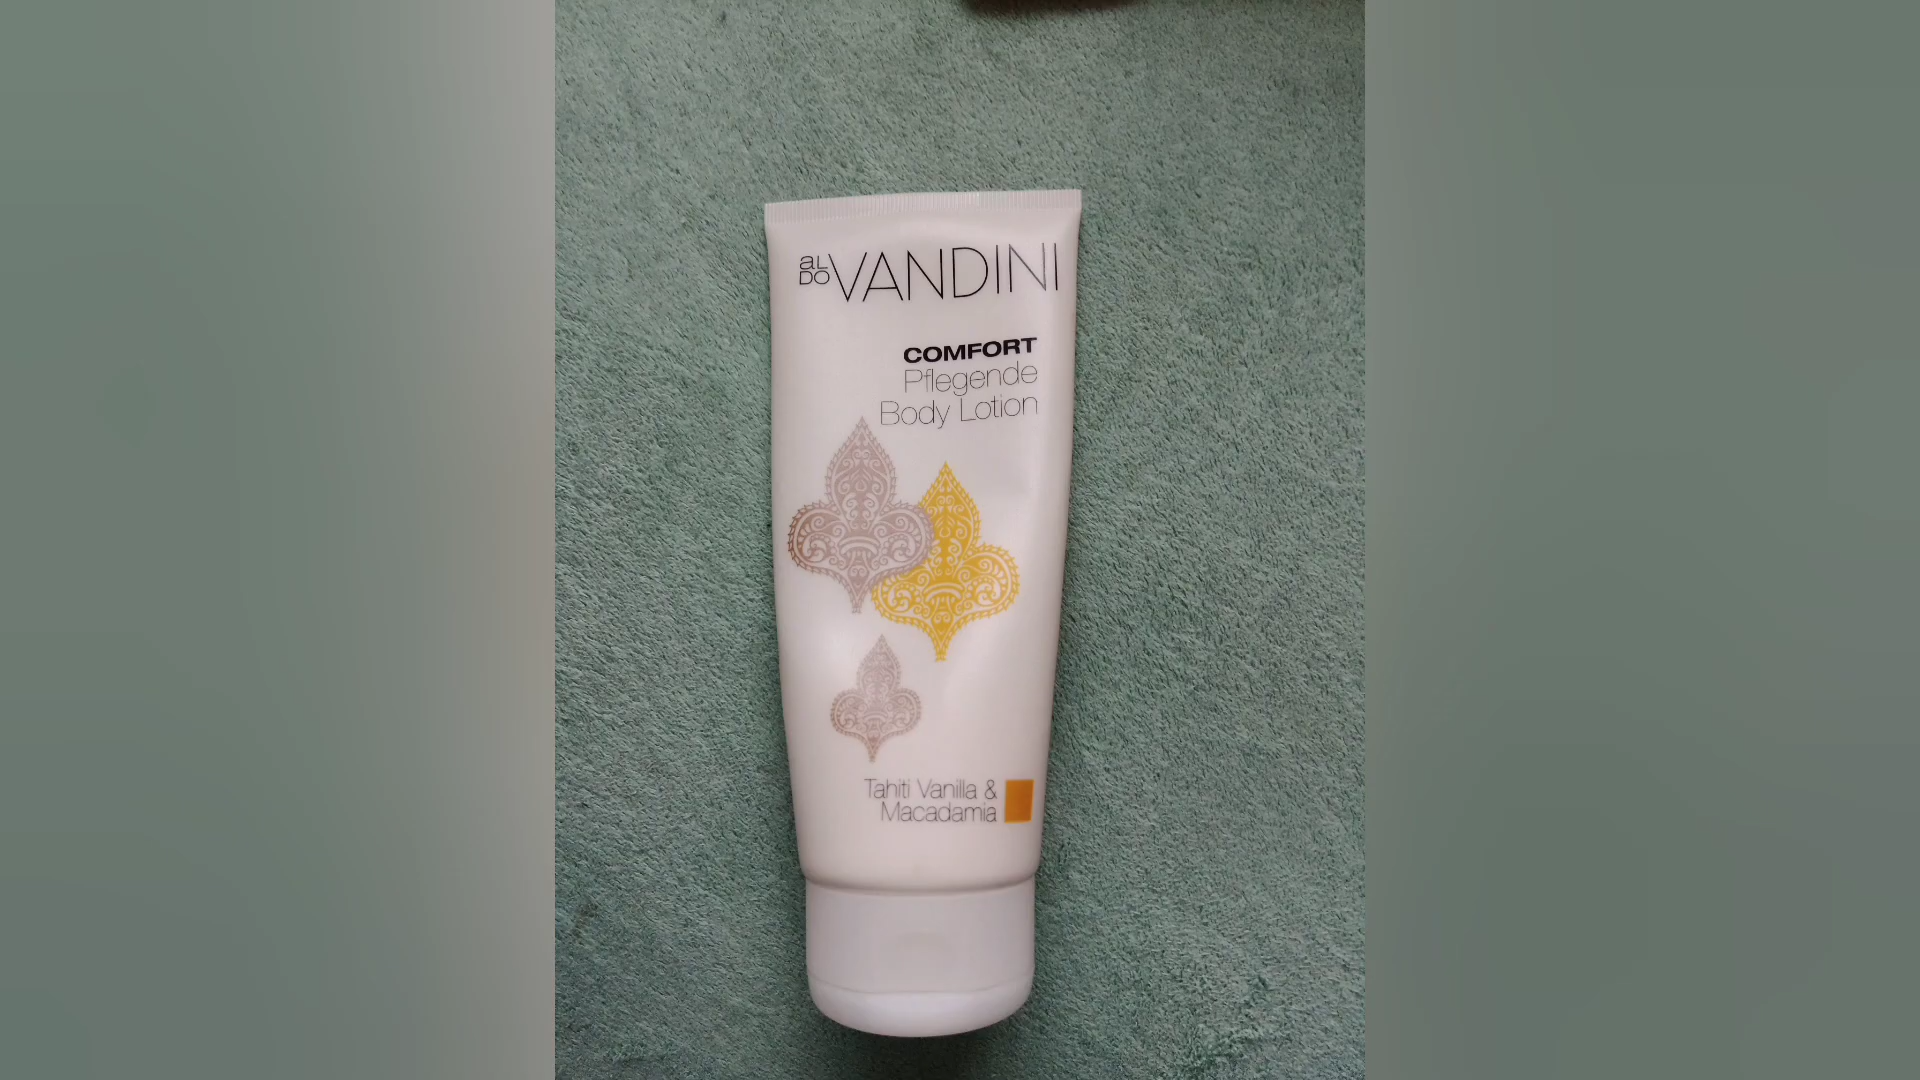 aLDO VANDINI
COMFORT
Pflegende
Body Lotion
Tahiti Vanilla &
Macadamia